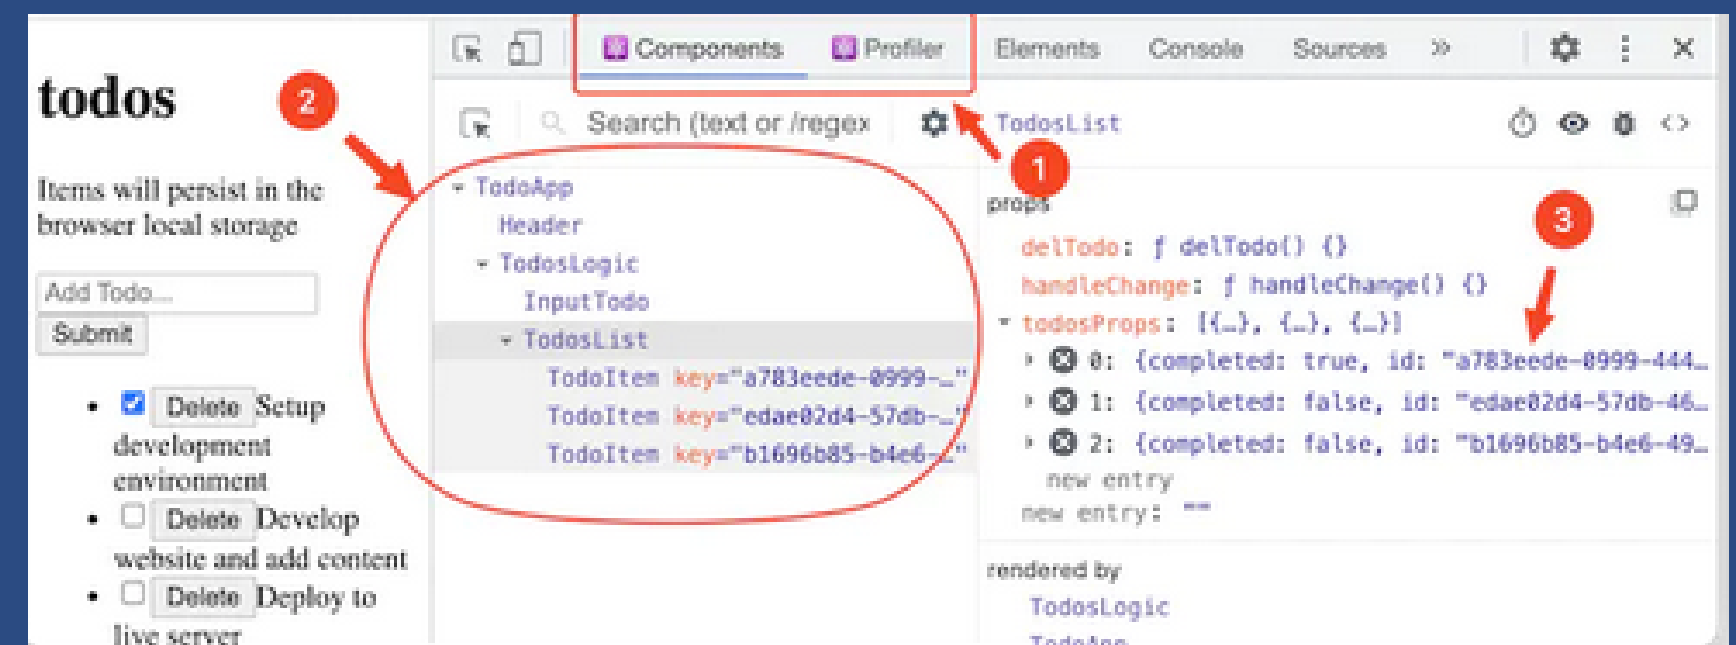 todos
Items will persist in the
browser local storage
Add Todo...
Submit
Delete Setup
development
environment
Delete Develop
website and add content
Delete Deploy to
live server
2
Components
Profiler
Elements
Console
Sources
»
Search (text or /regex
TodoApp
Header
TodosLogic
InputTodo
TodosList
TodoItem key="a783eede-0999-…"
TodoItem key="edae02d4-57db-…"
TodoItem key="b1696b85-b4e6-…"
1
TodosList
<>
props
3
delTodo: ƒ delTodo() {}
handleChange: ƒ handleChange() {}
todosProps: [{…}, {…}, {…}]
0: {completed: true, id: "a783eede-0999-444…
1: {completed: false, id: "edae02d4-57db-46…
2: {completed: false, id: "b1696b85-b4e6-49…
new entry
new entry: ""
rendered by
TodosLogic
TodoApp